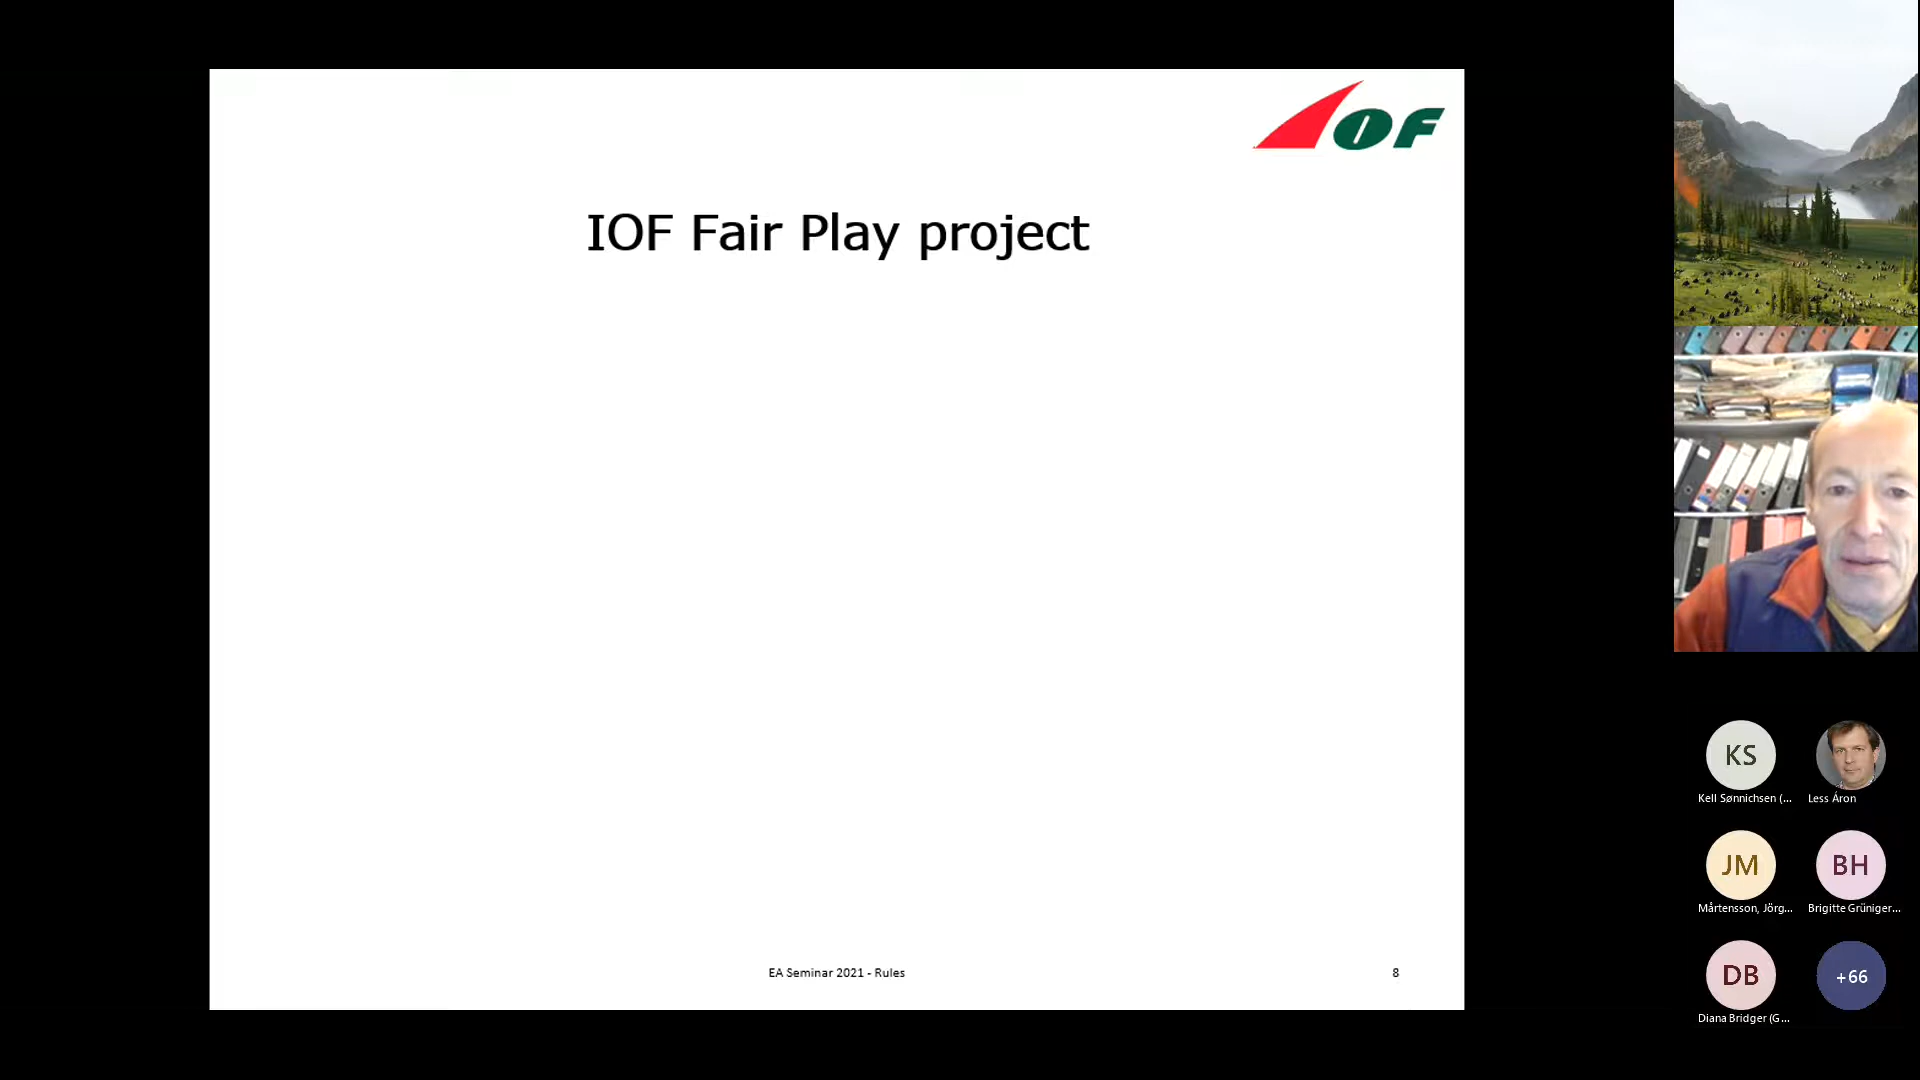 IOF
IOF Fair Play project
EA Seminar 2021 - Rules
8
KS
Kell Sønnichsen (...
Less Áron
JM
Mårtensson, Jörg...
BH
Brigitte Grüniger...
DB
Diana Bridger (G...
+66